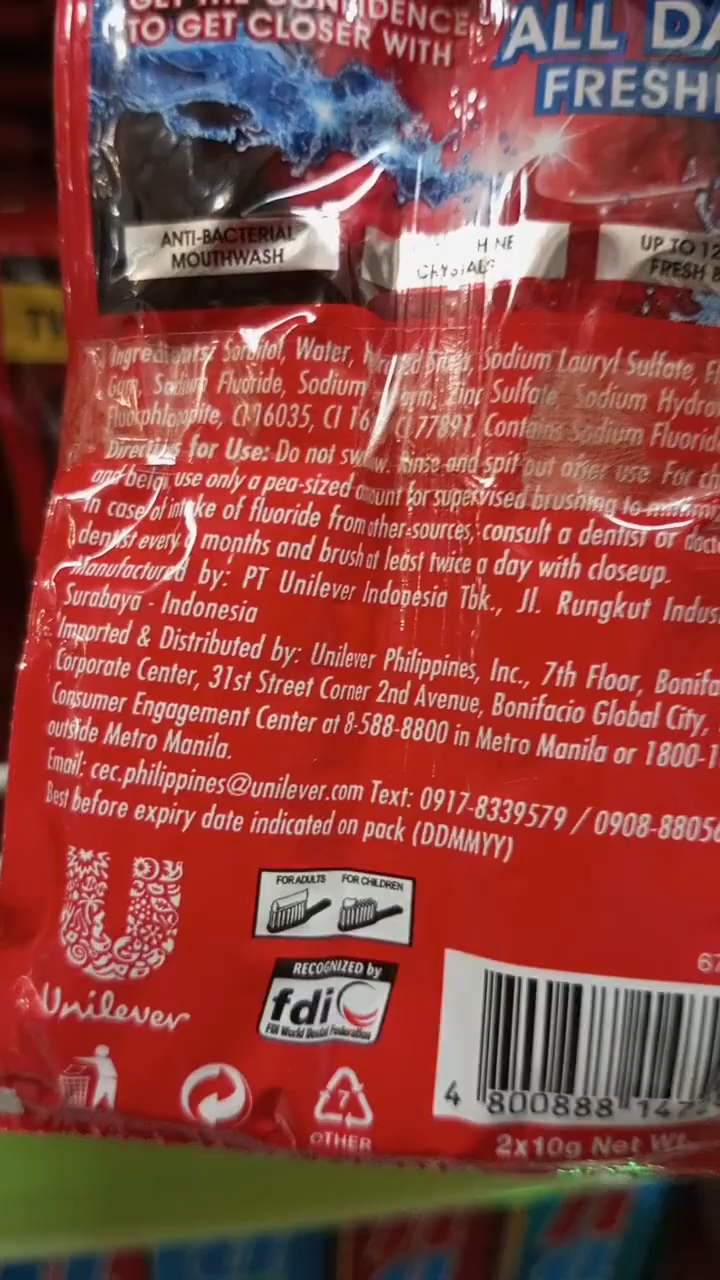 GET THE CONFIDENCE
TO GET CLOSER WITH
ALL DA
FRESH
ANTI-BACTERIAL
MOUTHWASH
CRYSTALS
UP TO 12
FRESH
Ingredients: Sorbitol, Water, Sodium Lauryl Sulfate,
Gum, Sodium Fluoride, Sodium Zinc Sulfate, Sodium Hydro
Fluorphlogopite, CI 16035, CI 77891. Contains Sodium Fluorid
Directions for Use: Do not swallow. Rinse and spit out after use. For ch
and below use only a pea-sized amount for supervised brushing to minimi
In case of intake of fluoride from other sources, consult a dentist or doct
dentist every months and brush at least twice a day with closeup.
Manufactured by: PT Unilever Indonesia Tbk., Jl. Rungkut Indus
Surabaya - Indonesia
Imported & Distributed by: Unilever Philippines, Inc., 7th Floor, Bonifa
Corporate Center, 31st Street Corner 2nd Avenue, Bonifacio Global City,
Consumer Engagement Center at 8-588-8800 in Metro Manila or 1800-1
outside Metro Manila.
Email: cec.philippines@unilever.com Text: 0917-8339579 / 0908-8805
Best before expiry date indicated on pack (DDMMYY)
FOR ADULTS FOR CHILDREN
RECOGNIZED by
fdi
FDI World Dental Federation
Unilever
67
4 800888 147
7
OTHER
2x10g Net Wt.